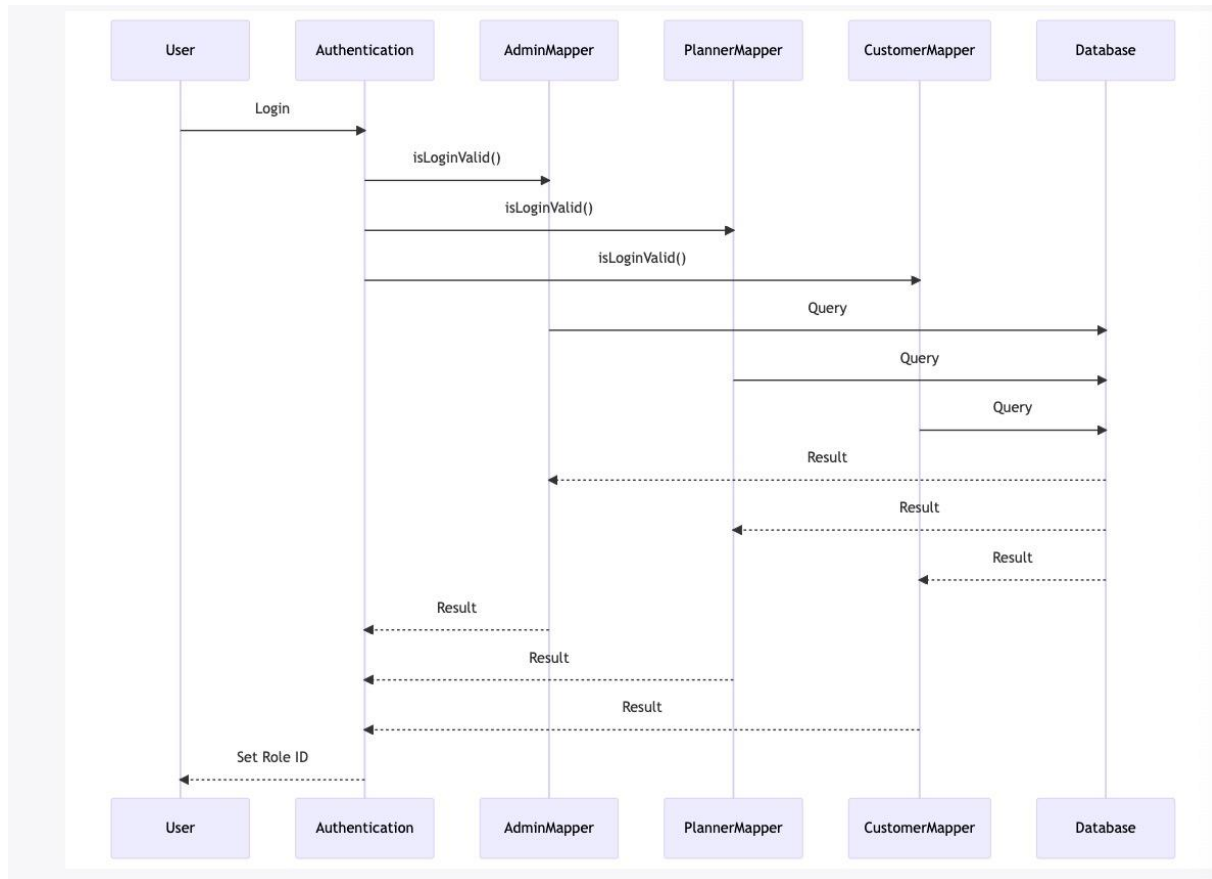 User Authentication AdminMapper PlannerMapper CustomerMapper Database
Login
isLoginValid()
isLoginValid()
isLoginValid()
Query
Query
Query
Result
Result
Result
Result
Result
Result
Set Role ID
User Authentication AdminMapper PlannerMapper CustomerMapper Database